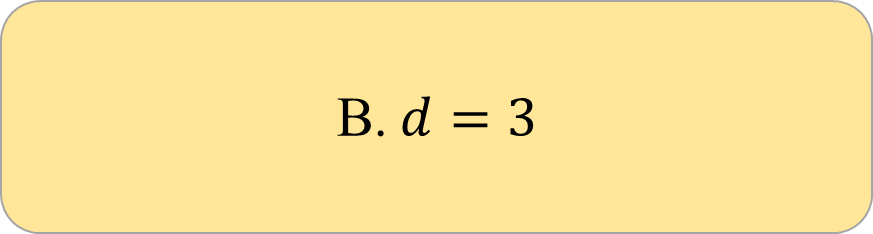 B. d = 3